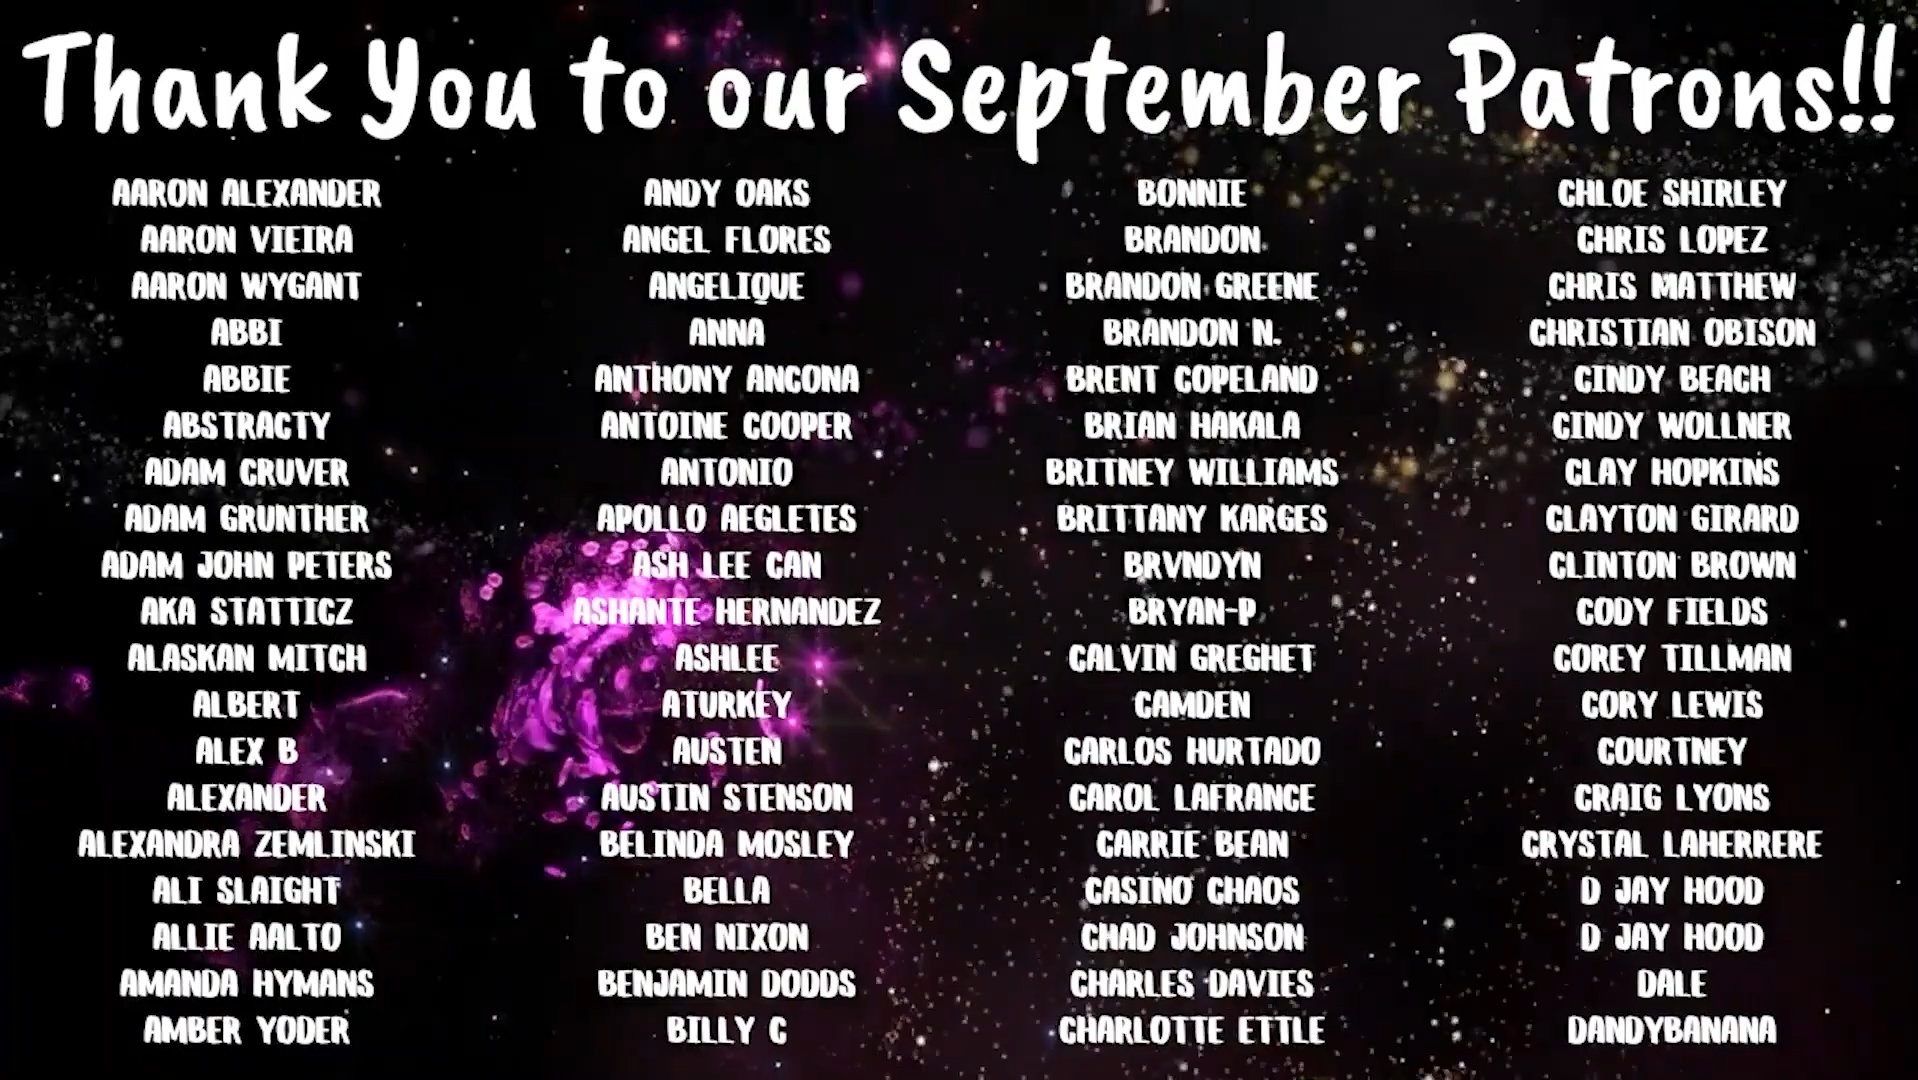 Thank You to our September Patrons!!
AARON ALEXANDER
AARON VIEIRA
AARON WYGANT
ABBI
ABBIE
ABSTRACTY
ADAM CRUVER
ADAM GRUNTHER
ADAM JOHN PETERS
AKA STATTICZ
ALASKAN MITCH
ALBERT
ALEX B
ALEXANDER
ALEXANDRA ZEMLINSKI
ALI SLAIGHT
ALLIE AALTO
AMANDA HYMANS
AMBER YODER
ANDY OAKS
ANGEL FLORES
ANGELIQUE
ANNA
ANTHONY ANCONA
ANTOINE COOPER
ANTONIO
APOLLO AEGLETES
ASH LEE CAN
ASHANTE HERNANDEZ
ASHLEE
ATURKEY
AUSTEN
AUSTIN STENSON
BELINDA MOSLEY
BELLA
BEN NIXON
BENJAMIN DODDS
BILLY C
BONNIE
BRANDON
BRANDON GREENE
BRANDON N.
BRENT COPELAND
BRIAN HAKALA
BRITNEY WILLIAMS
BRITTANY KARGES
BRVNDYN
BRYAN-P
CALVIN GREGHET
CAMDEN
CARLOS HURTADO
CAROL LAFRANCE
CARRIE BEAN
CASINO CHAOS
CHAD JOHNSON
CHARLES DAVIES
CHARLOTTE ETTLE
CHLOE SHIRLEY
CHRIS LOPEZ
CHRIS MATTHEW
CHRISTIAN OBISON
CINDY BEACH
CINDY WOLLNER
CLAY HOPKINS
CLAYTON GIRARD
CLINTON BROWN
CODY FIELDS
COREY TILLMAN
CORY LEWIS
COURTNEY
CRAIG LYONS
CRYSTAL LAHERRERE
D JAY HOOD
D JAY HOOD
DALE
DANDYBANANA